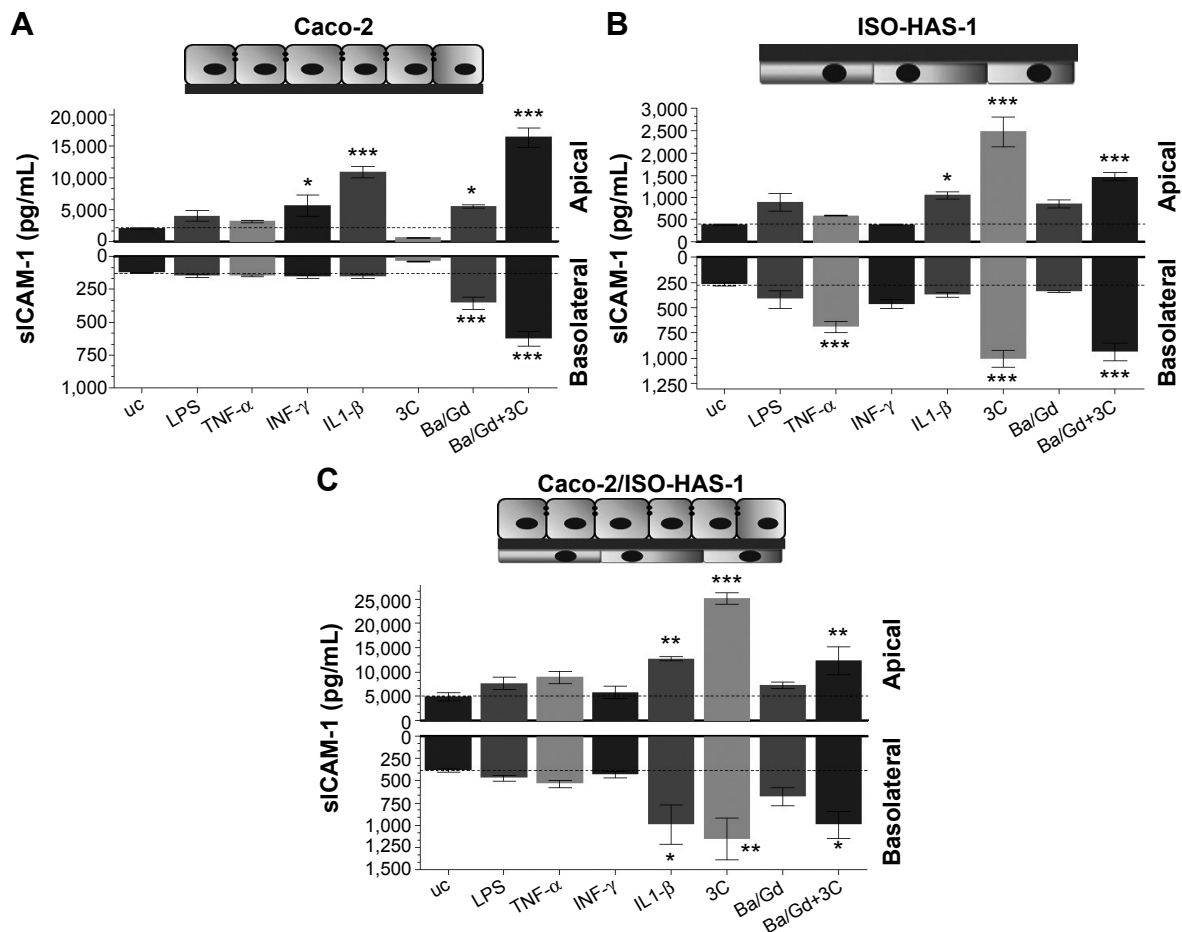 A
Caco-2
sICAM-1 (pg/mL)
20,000
15,000
10,000
5,000
0
0
250
500
750
1,000
*
***
*
***
***
***
Apical
Basolateral
uc
LPS
TNF-α
INF-γ
IL1-β
3C
Ba/Gd
Ba/Gd+3C
B
ISO-HAS-1
sICAM-1 (pg/mL)
3,000
2,500
2,000
1,500
1,000
500
0
0
250
500
750
1,000
1,250
*
***
***
***
***
***
Apical
Basolateral
uc
LPS
TNF-α
INF-γ
IL1-β
3C
Ba/Gd
Ba/Gd+3C
C
Caco-2/ISO-HAS-1
sICAM-1 (pg/mL)
25,000
20,000
15,000
10,000
5,000
0
0
250
500
750
1,000
1,250
1,500
**
***
**
*
**
*
Apical
Basolateral
uc
LPS
TNF-α
INF-γ
IL1-β
3C
Ba/Gd
Ba/Gd+3C